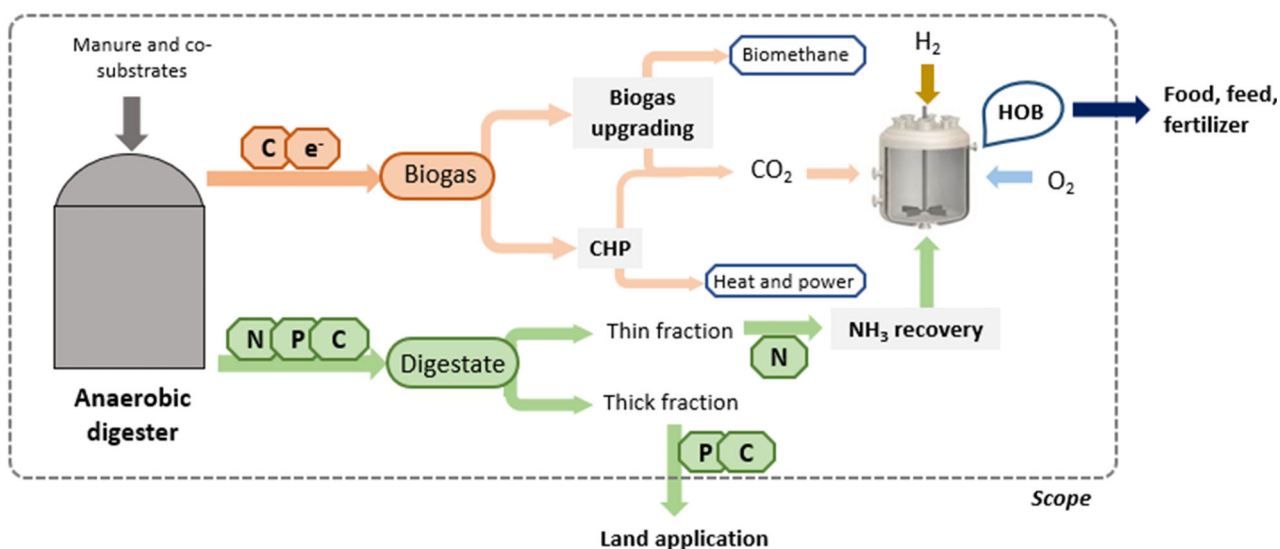 Manure and co-
substrates
C
e⁻
Biogas
Biogas
upgrading
Biomethane
CHP
Heat and power
CO₂
H₂
HOB
O₂
Food, feed,
fertilizer
N
P
C
Digestate
Thin fraction
N
NH₃ recovery
Thick fraction
P
C
Anaerobic
digester
Scope
Land application